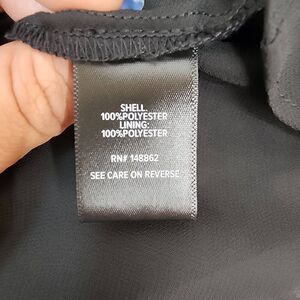 SHELL:
100%POLYESTER
LINING:
100%POLYESTER
RN# 148862
SEE CARE ON REVERSE